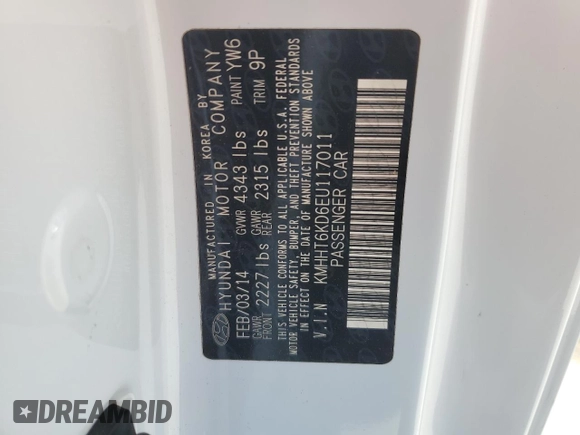 MANUFACTURED IN KOREA BY
HYUNDAI MOTOR COMPANY
FEB/03/14 GVWR 4343 lbs PAINT YW6
GAWR FRONT 2227 lbs GAWR REAR 2315 lbs TRIM 9P
THIS VEHICLE CONFORMS TO ALL APPLICABLE U.S.A. FEDERAL
MOTOR VEHICLE SAFETY, BUMPER, AND THEFT PREVENTION STANDARDS
IN EFFECT ON THE DATE OF MANUFACTURE SHOWN ABOVE
V.I.N KMHHT6KD6EU117011
PASSENGER CAR
DREAMBID